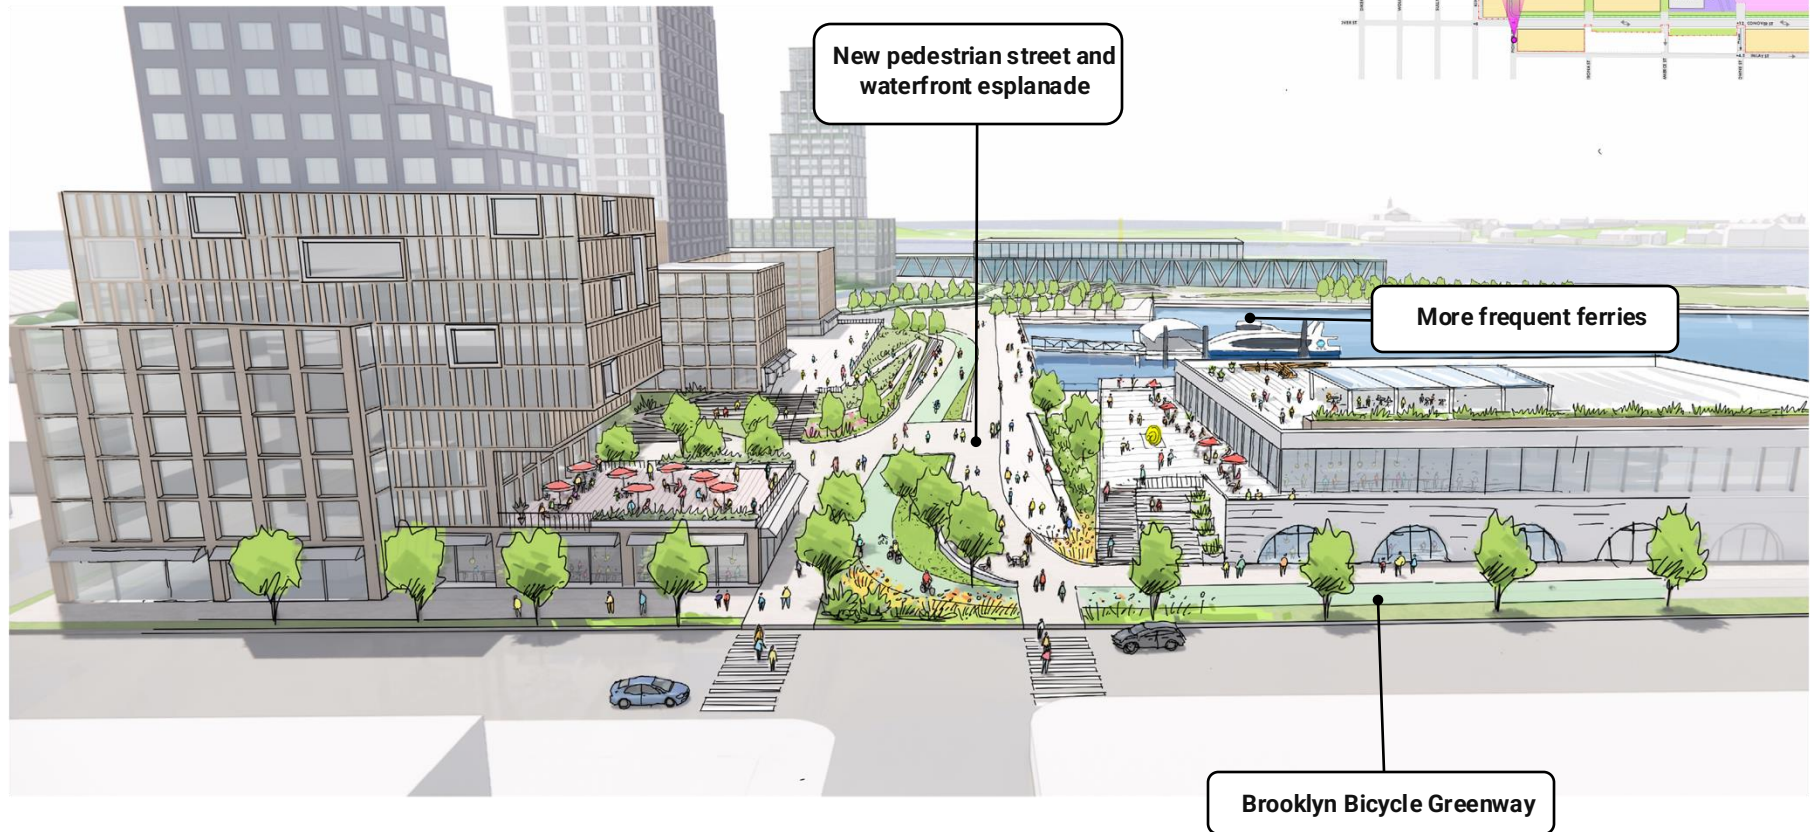 New pedestrian street and
waterfront esplanade
More frequent ferries
Brooklyn Bicycle Greenway